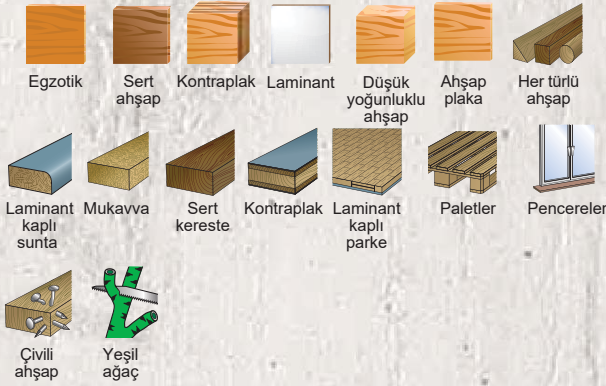 Egzotik
Sert
ahşap
Kontraplak
Laminant
Düşük
yoğunluklu
ahşap
Ahşap
plaka
Her türlü
ahşap
Laminant
kaplı
sunta
Mukavva
Sert
kereste
Kontraplak
Laminant
kaplı
parke
Paletler
Pencereler
Çivili
ahşap
Yeşil
ağaç